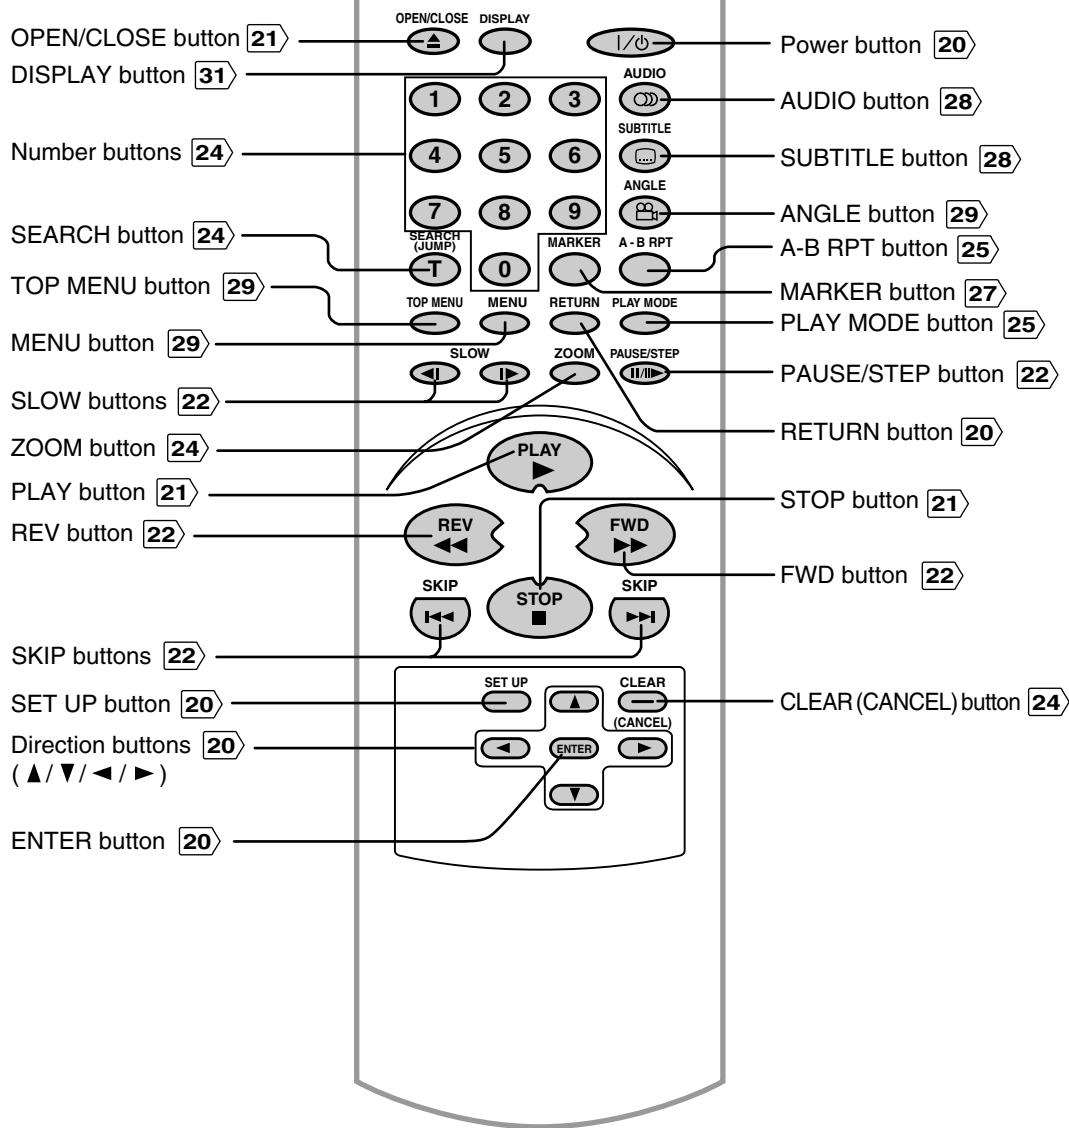 OPEN/CLOSE button 21
DISPLAY button 31
Number buttons 24
SEARCH button 24
TOP MENU button 29
MENU button 29
SLOW buttons 22
ZOOM button 24
PLAY button 21
REV button 22
SKIP buttons 22
SET UP button 20
Direction buttons 20
( ▲ / ▼ / ◄ / ► )
ENTER button 20
OPEN/CLOSE DISPLAY
I/⏻
AUDIO
1 2 3
SUBTITLE
4 5 6
ANGLE
7 8 9
SEARCH
(JUMP)
MARKER A - B RPT
T 0
TOP MENU MENU RETURN PLAY MODE
SLOW ZOOM PAUSE/STEP
PLAY
REV FWD
SKIP STOP SKIP
SET UP CLEAR
(CANCEL)
ENTER
Power button 20
AUDIO button 28
SUBTITLE button 28
ANGLE button 29
A-B RPT button 25
MARKER button 27
PLAY MODE button 25
PAUSE/STEP button 22
RETURN button 20
STOP button 21
FWD button 22
CLEAR (CANCEL) button 24